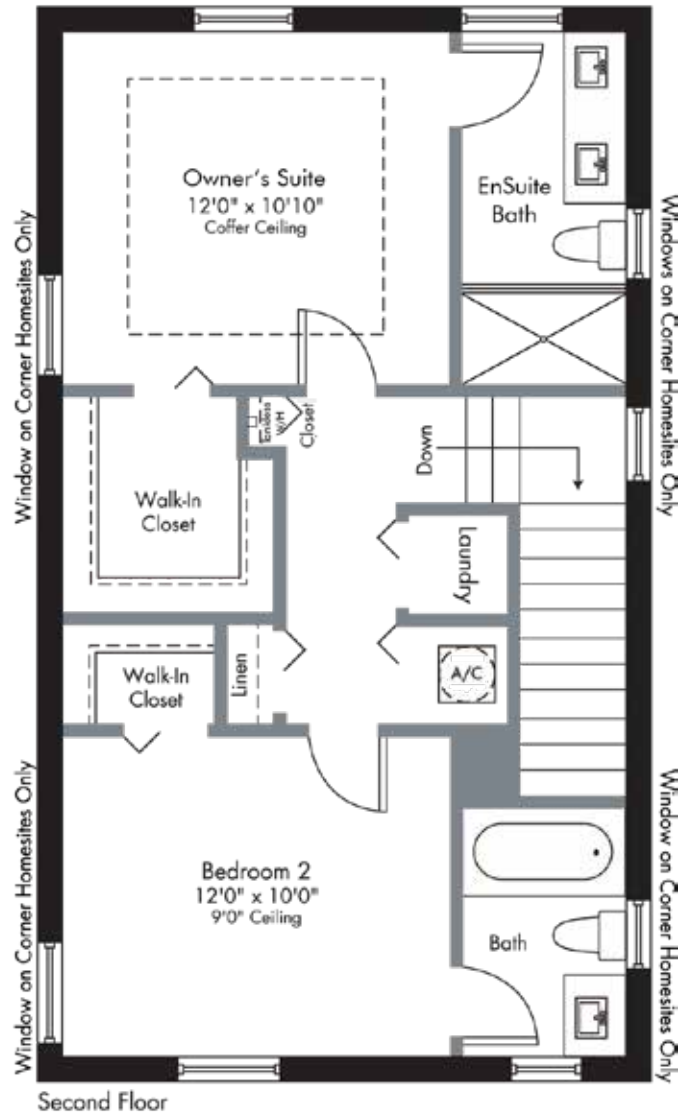 Owner's Suite
12'0" x 10'10"
Coffer Ceiling
EnSuite
Bath
Window on Corner Homesites Only
Windows on Corner Homesites Only
Tankless
W/H
Closet
Down
Walk-In
Closet
Laundry
Walk-In
Closet
Linen
A/C
Bedroom 2
12'0" x 10'0"
9'0" Ceiling
Bath
Window on Corner Homesites Only
Window on Corner Homesites Only
Second Floor